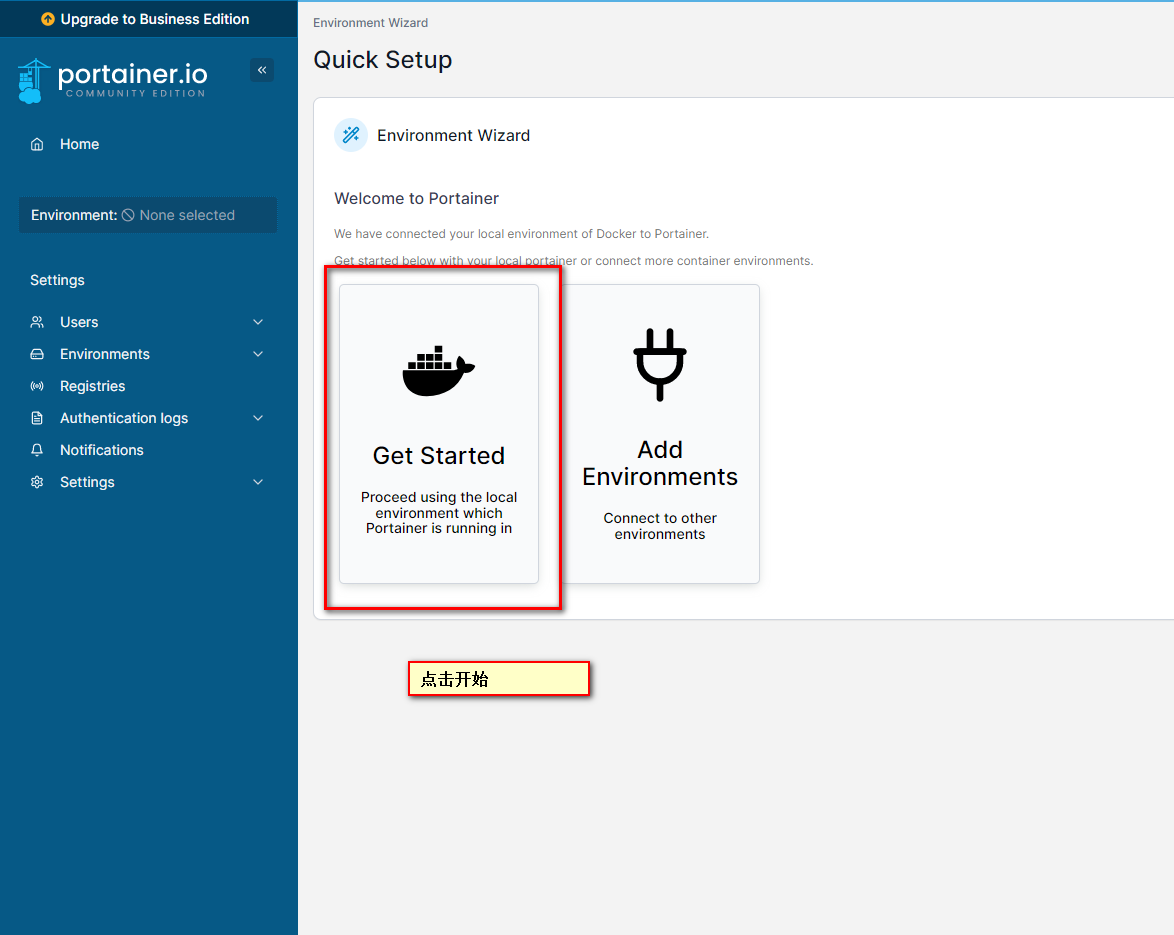 Upgrade to Business Edition
portainer.io
COMMUNITY EDITION
Home
Environment: None selected
Settings
Users
Environments
Registries
Authentication logs
Notifications
Settings
Environment Wizard
Quick Setup
Environment Wizard
Welcome to Portainer
We have connected your local environment of Docker to Portainer.
Get started below with your local portainer or connect more container environments.
Get Started
Proceed using the local
environment which
Portainer is running in
Add
Environments
Connect to other
environments
点击开始